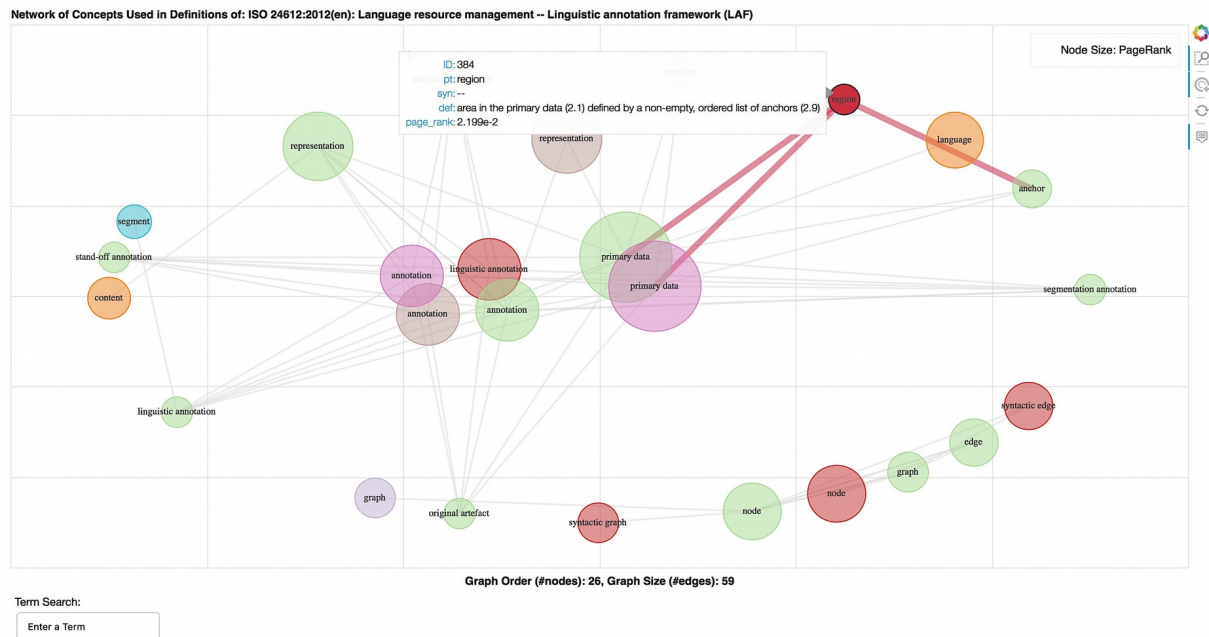 Network of Concepts Used in Definitions of: ISO 24612:2012(en): Language resource management -- Linguistic annotation framework (LAF)
Node Size: PageRank
ID: 384
pt: region
syn: --
def: area in the primary data (2.1) defined by a non-empty, ordered list of anchors (2.9)
page_rank: 2.199e-2
region
representation
representation
language
anchor
segment
stand-off annotation
content
annotation
linguistic annotation
primary data
primary data
annotation
annotation
segmentation annotation
linguistic annotation
syntactic edge
edge
graph
node
node
graph
original artefact
syntactic graph
Graph Order (#nodes): 26, Graph Size (#edges): 59
Term Search:
Enter a Term